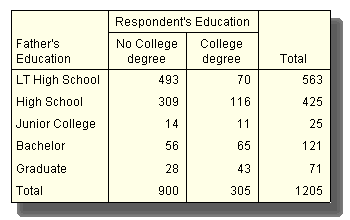 Respondent's Education
Father's Education No College degree College degree Total
LT High School 493 70 563
High School 309 116 425
Junior College 14 11 25
Bachelor 56 65 121
Graduate 28 43 71
Total 900 305 1205